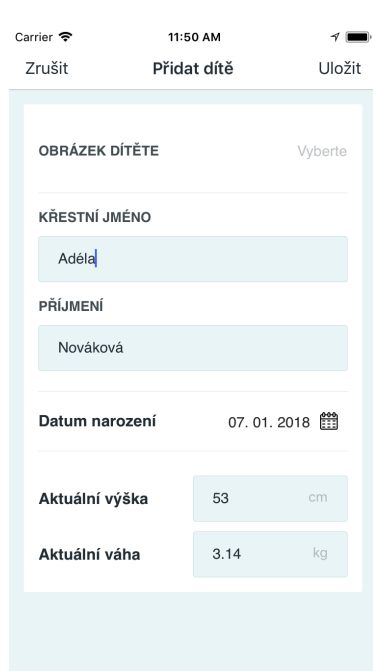 Carrier 11:50 AM
Zrušit Přidat dítě Uložit
OBRÁZEK DÍTĚTE Vyberte
KŘESTNÍ JMÉNO
Adéla
PŘÍJMENÍ
Nováková
Datum narození 07. 01. 2018
Aktuální výška 53 cm
Aktuální váha 3.14 kg